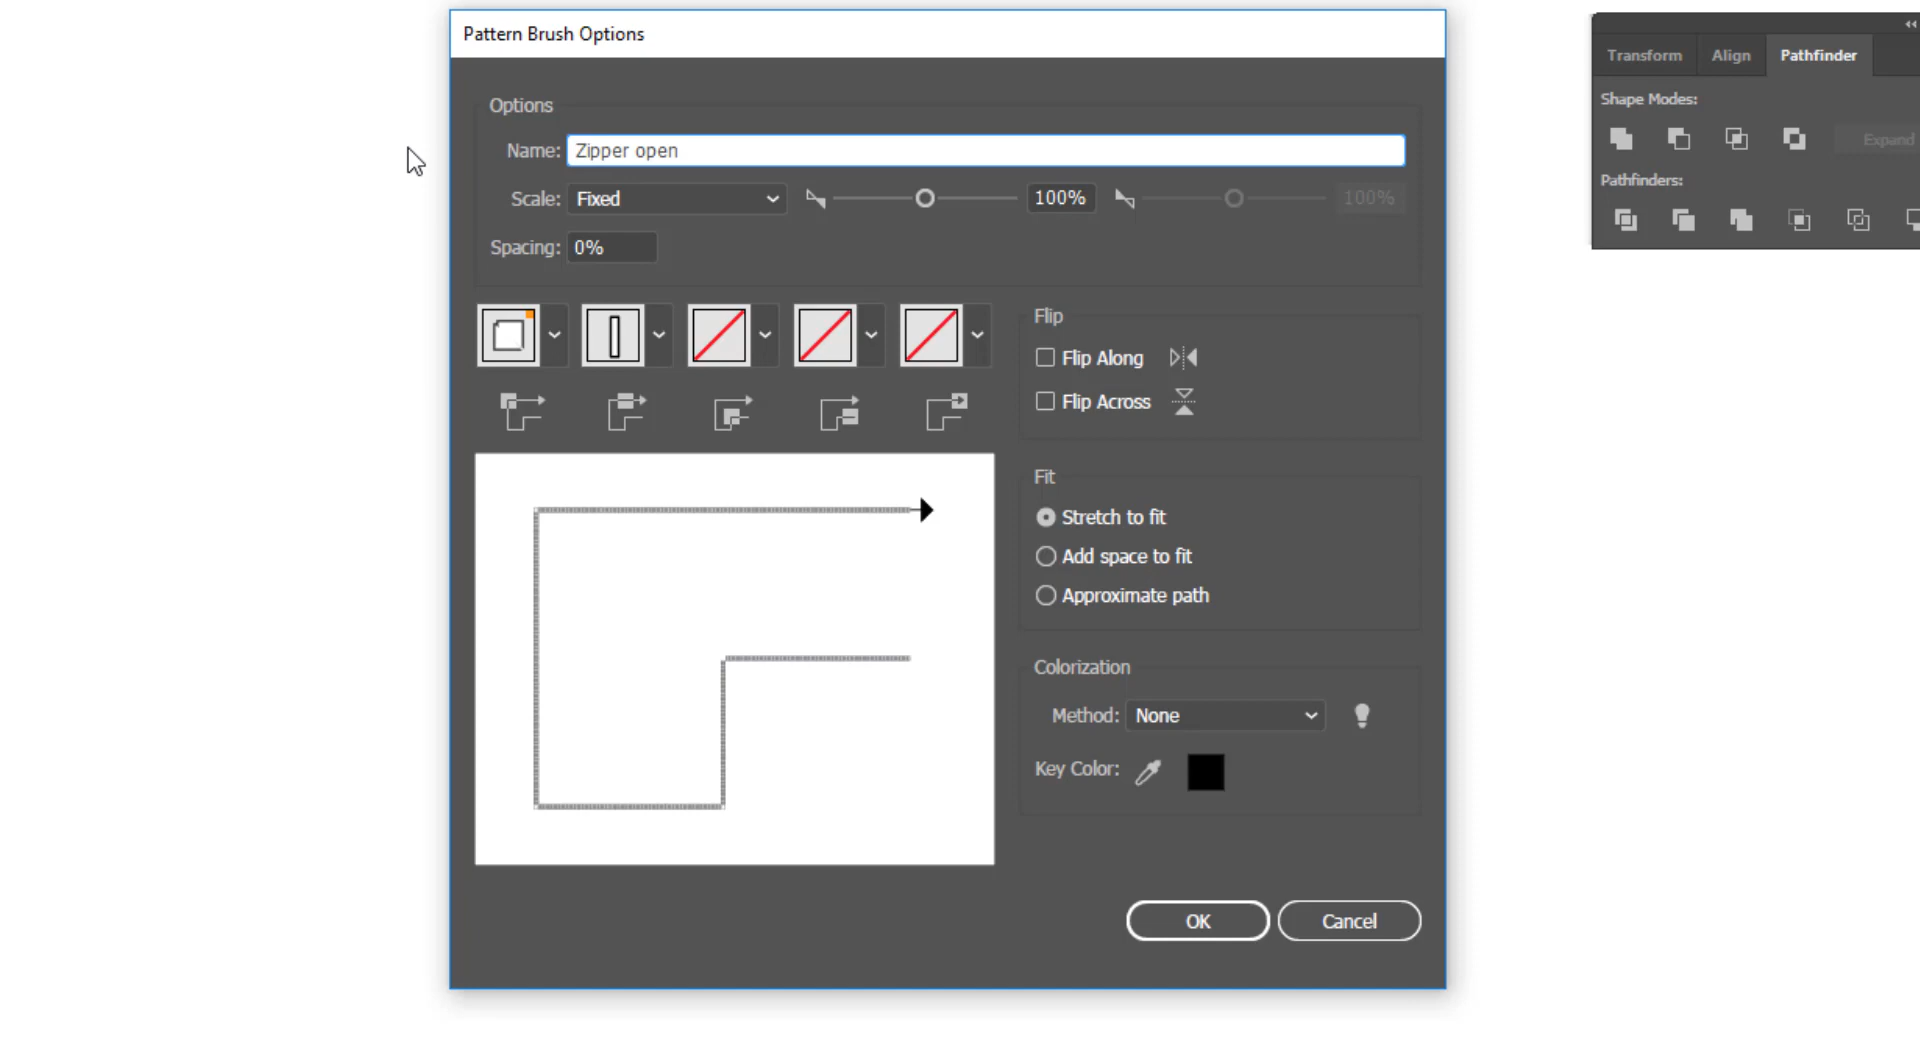 Pattern Brush Options
Options
Name: Zipper open
Scale: Fixed 100% 100%
Spacing: 0%
Flip
Flip Along
Flip Across
Fit
Stretch to fit
Add space to fit
Approximate path
Colorization
Method: None
Key Color:
OK Cancel
Transform Align Pathfinder
Shape Modes:
Expand
Pathfinders: